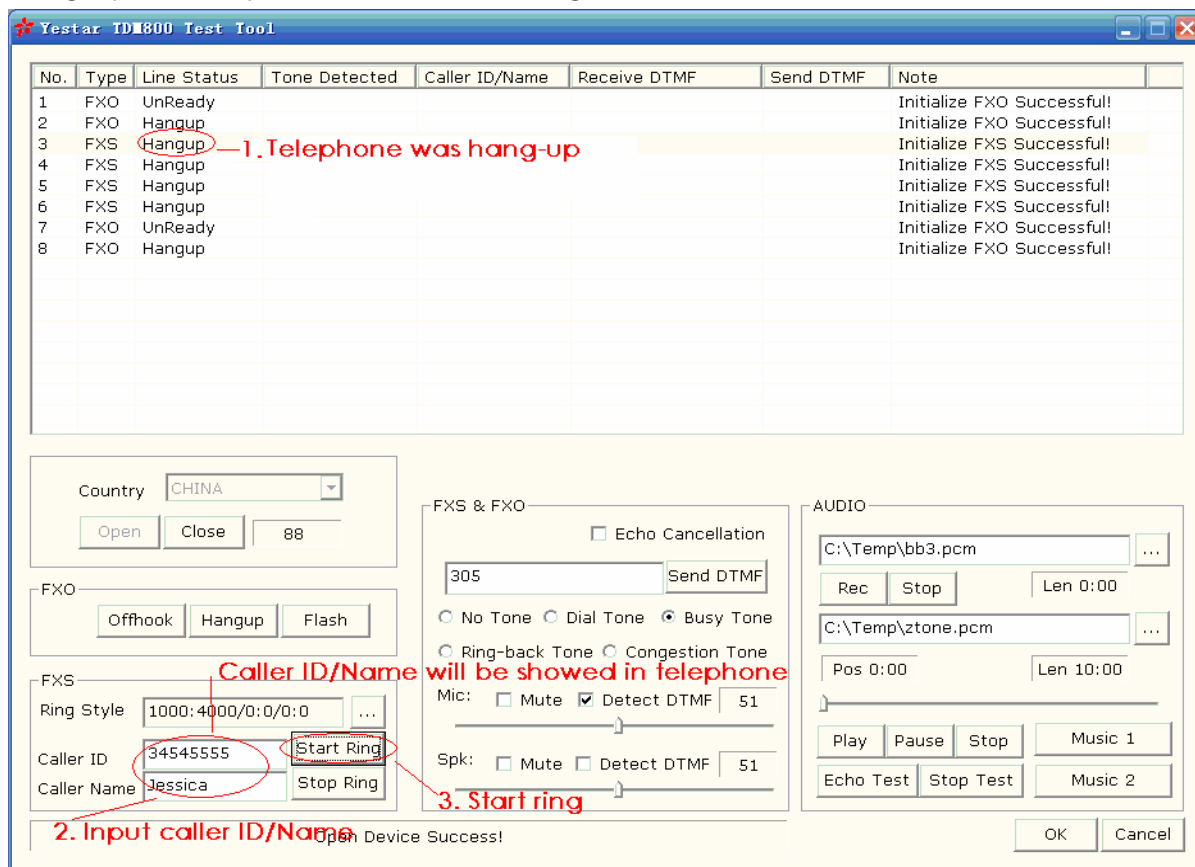 Yestar TDM800 Test Tool
No. Type Line Status Tone Detected Caller ID/Name Receive DTMF Send DTMF Note
1 FXO UnReady Initialize FXO Successful!
2 FXO Hangup Initialize FXO Successful!
3 FXS Hangup Initialize FXS Successful!
1.Telephone was hang-up
4 FXS Hangup Initialize FXS Successful!
5 FXS Hangup Initialize FXS Successful!
6 FXS Hangup Initialize FXS Successful!
7 FXO UnReady Initialize FXO Successful!
8 FXO Hangup Initialize FXO Successful!
Country CHINA
Open Close 88
FXO
Offhook Hangup Flash
FXS
Caller ID/Name will be showed in telephone
Ring Style 1000:4000/0:0/0:0 ...
Caller ID 34545555 Start Ring
Caller Name Jessica Stop Ring
2. Input caller ID/Name
3. Start ring
FXS & FXO
Echo Cancellation
305 Send DTMF
No Tone Dial Tone Busy Tone
Ring-back Tone Congestion Tone
Mic: Mute Detect DTMF 51
Spk: Mute Detect DTMF 51
AUDIO
C:\Temp\bb3.pcm ...
Rec Stop Len 0:00
C:\Temp\ztone.pcm ...
Pos 0:00 Len 10:00
Play Pause Stop Music 1
Echo Test Stop Test Music 2
Open Device Success!
OK Cancel